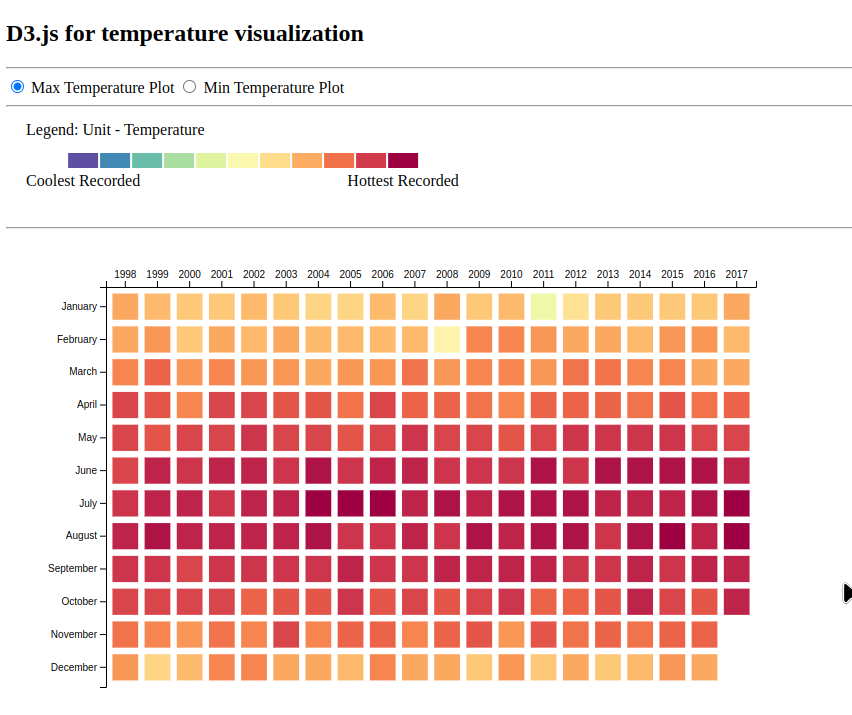 D3.js for temperature visualization
Max Temperature Plot Min Temperature Plot
Legend: Unit - Temperature
Coolest Recorded Hottest Recorded
1998 1999 2000 2001 2002 2003 2004 2005 2006 2007 2008 2009 2010 2011 2012 2013 2014 2015 2016 2017
January
February
March
April
May
June
July
August
September
October
November
December